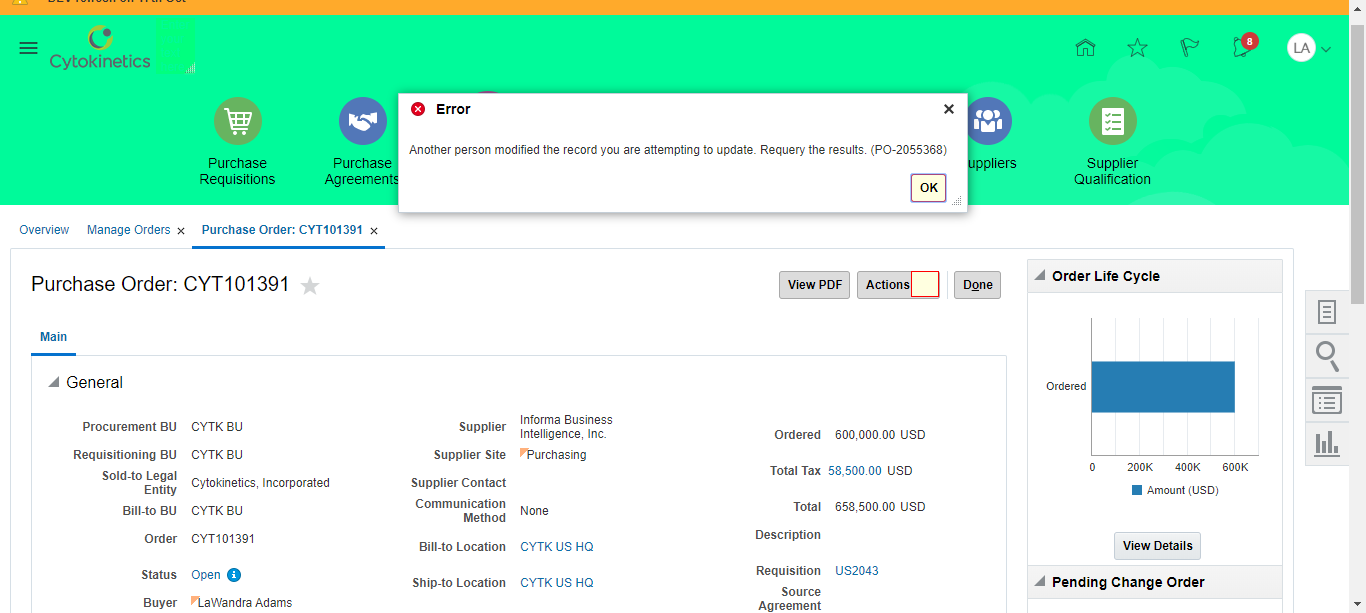 Cytokinetics
8
LA
Purchase
Requisitions
Purchase
Agreements
Supplier
Qualification
Error
Another person modified the record you are attempting to update. Requery the results. (PO-2055368)
OK
Overview
Manage Orders
Purchase Order: CYT101391
Purchase Order: CYT101391
View PDF
Actions
Done
Main
General
Procurement BU CYTK BU
Requisitioning BU CYTK BU
Sold-to Legal
Entity
Cytokinetics, Incorporated
Bill-to BU CYTK BU
Order CYT101391
Status Open
Buyer LaWandra Adams
Supplier
Informa Business
Intelligence, Inc.
Supplier Site Purchasing
Supplier Contact
Communication
Method
None
Bill-to Location CYTK US HQ
Ship-to Location CYTK US HQ
Ordered 600,000.00 USD
Total Tax 58,500.00 USD
Total 658,500.00 USD
Description
Requisition US2043
Source
Agreement
Order Life Cycle
Ordered
0 200K 400K 600K
Amount (USD)
View Details
Pending Change Order